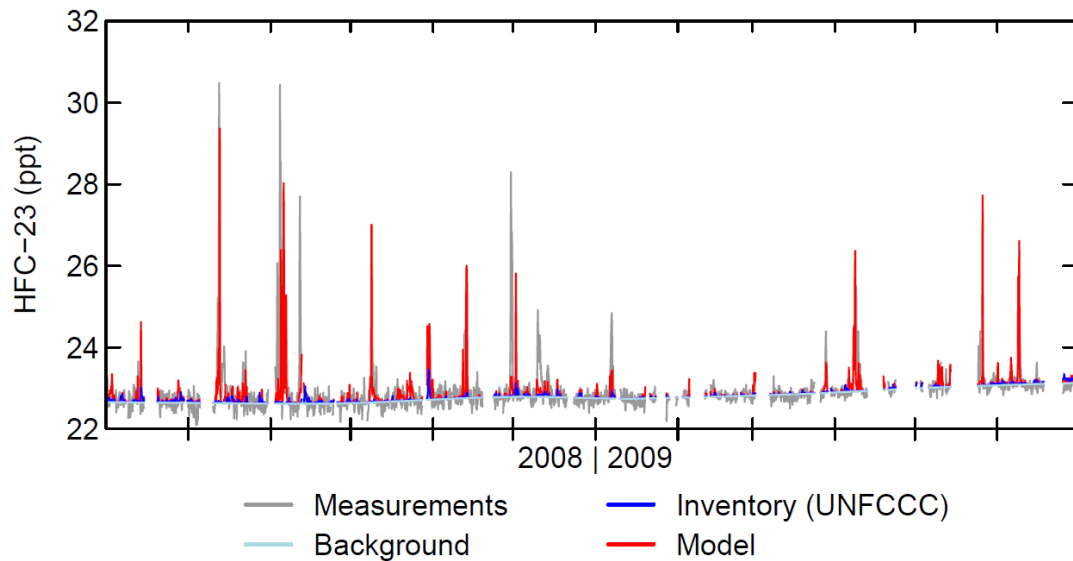 32
30
28
26
24
22
HFC−23 (ppt)
2008 | 2009
Measurements
Inventory (UNFCCC)
Background
Model